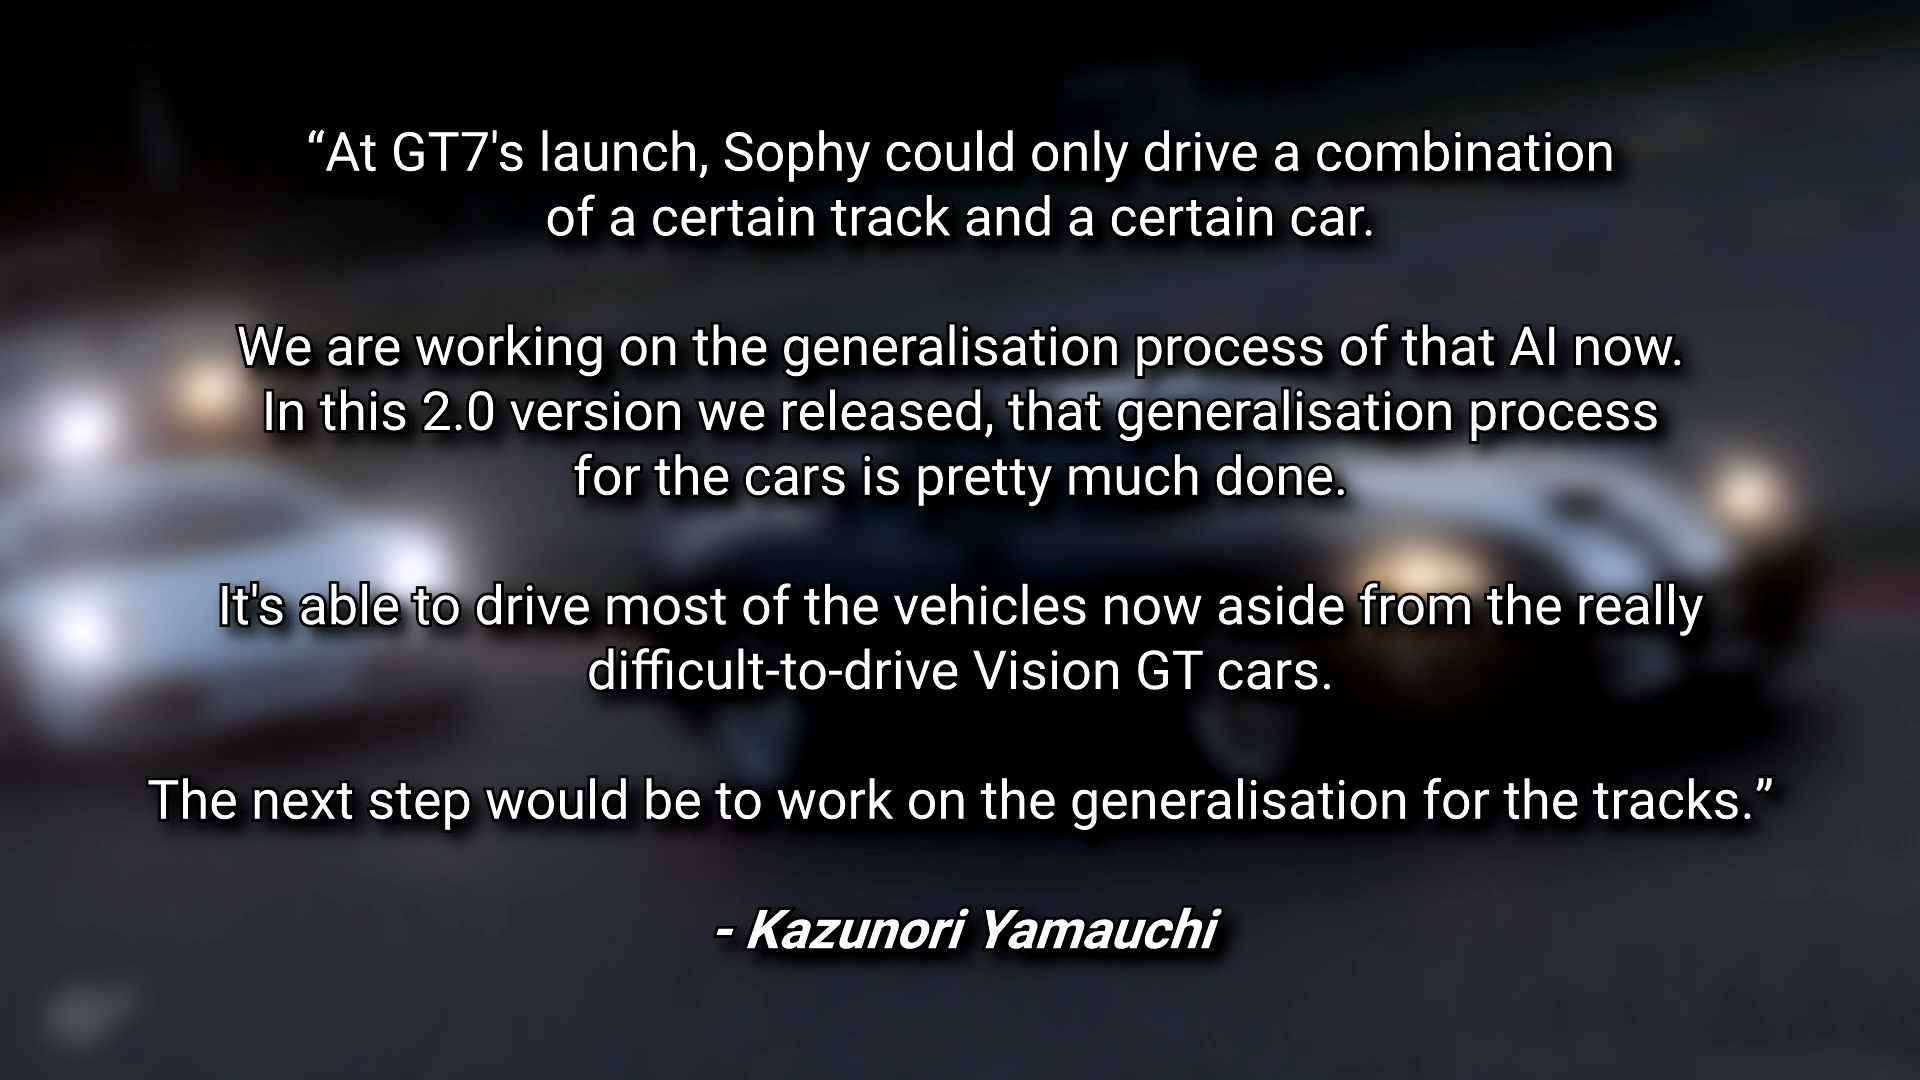 “At GT7's launch, Sophy could only drive a combination
of a certain track and a certain car.
We are working on the generalisation process of that AI now.
In this 2.0 version we released, that generalisation process
for the cars is pretty much done.
It's able to drive most of the vehicles now aside from the really
difficult-to-drive Vision GT cars.
The next step would be to work on the generalisation for the tracks.”
- Kazunori Yamauchi